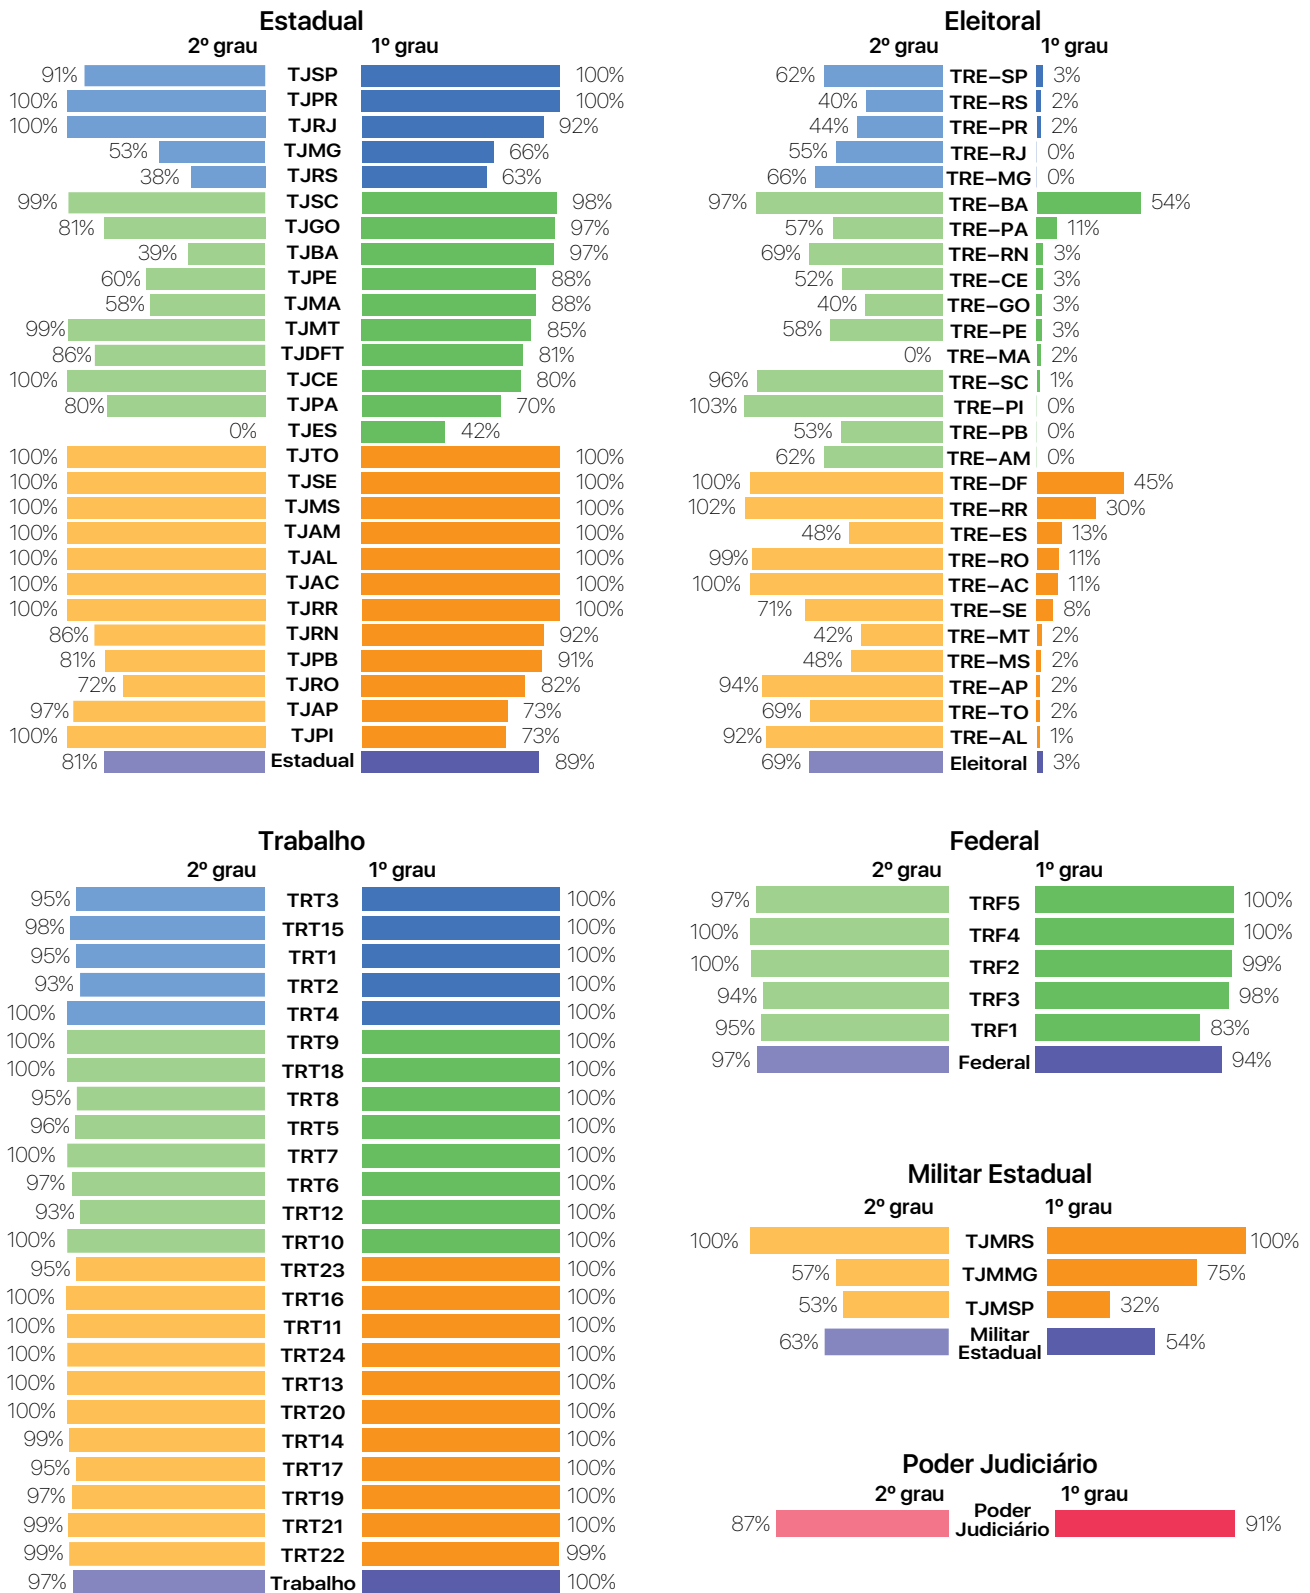 Estadual
2º grau 1º grau
91% TJSP 100%
100% TJPR 100%
100% TJRJ 92%
53% TJMG 66%
38% TJRS 63%
99% TJSC 98%
81% TJGO 97%
39% TJBA 97%
60% TJPE 88%
58% TJMA 88%
99% TJMT 85%
86% TJDFT 81%
100% TJCE 80%
80% TJPA 70%
0% TJES 42%
100% TJTO 100%
100% TJSE 100%
100% TJMS 100%
100% TJAM 100%
100% TJAL 100%
100% TJAC 100%
100% TJRR 100%
86% TJRN 92%
81% TJPB 91%
72% TJRO 82%
97% TJAP 73%
100% TJPI 73%
81% Estadual 89%
Eleitoral
2º grau 1º grau
62% TRE–SP 3%
40% TRE–RS 2%
44% TRE–PR 2%
55% TRE–RJ 0%
66% TRE–MG 0%
97% TRE–BA 54%
57% TRE–PA 11%
69% TRE–RN 3%
52% TRE–CE 3%
40% TRE–GO 3%
58% TRE–PE 3%
0% TRE–MA 2%
96% TRE–SC 1%
103% TRE–PI 0%
53% TRE–PB 0%
62% TRE–AM 0%
100% TRE–DF 45%
102% TRE–RR 30%
48% TRE–ES 13%
99% TRE–RO 11%
100% TRE–AC 11%
71% TRE–SE 8%
42% TRE–MT 2%
48% TRE–MS 2%
94% TRE–AP 2%
69% TRE–TO 2%
92% TRE–AL 1%
69% Eleitoral 3%
Trabalho
2º grau 1º grau
95% TRT3 100%
98% TRT15 100%
95% TRT1 100%
93% TRT2 100%
100% TRT4 100%
100% TRT9 100%
100% TRT18 100%
95% TRT8 100%
96% TRT5 100%
100% TRT7 100%
97% TRT6 100%
93% TRT12 100%
100% TRT10 100%
95% TRT23 100%
100% TRT16 100%
100% TRT11 100%
100% TRT24 100%
100% TRT13 100%
100% TRT20 100%
99% TRT14 100%
95% TRT17 100%
97% TRT19 100%
99% TRT21 100%
99% TRT22 99%
97% Trabalho 100%
Federal
2º grau 1º grau
97% TRF5 100%
100% TRF4 100%
100% TRF2 99%
94% TRF3 98%
95% TRF1 83%
97% Federal 94%
Militar Estadual
2º grau 1º grau
100% TJMRS 100%
57% TJMMG 75%
53% TJMSP 32%
63% Militar 54%
Estadual
Poder Judiciário
2º grau 1º grau
87% Poder 91%
Judiciário